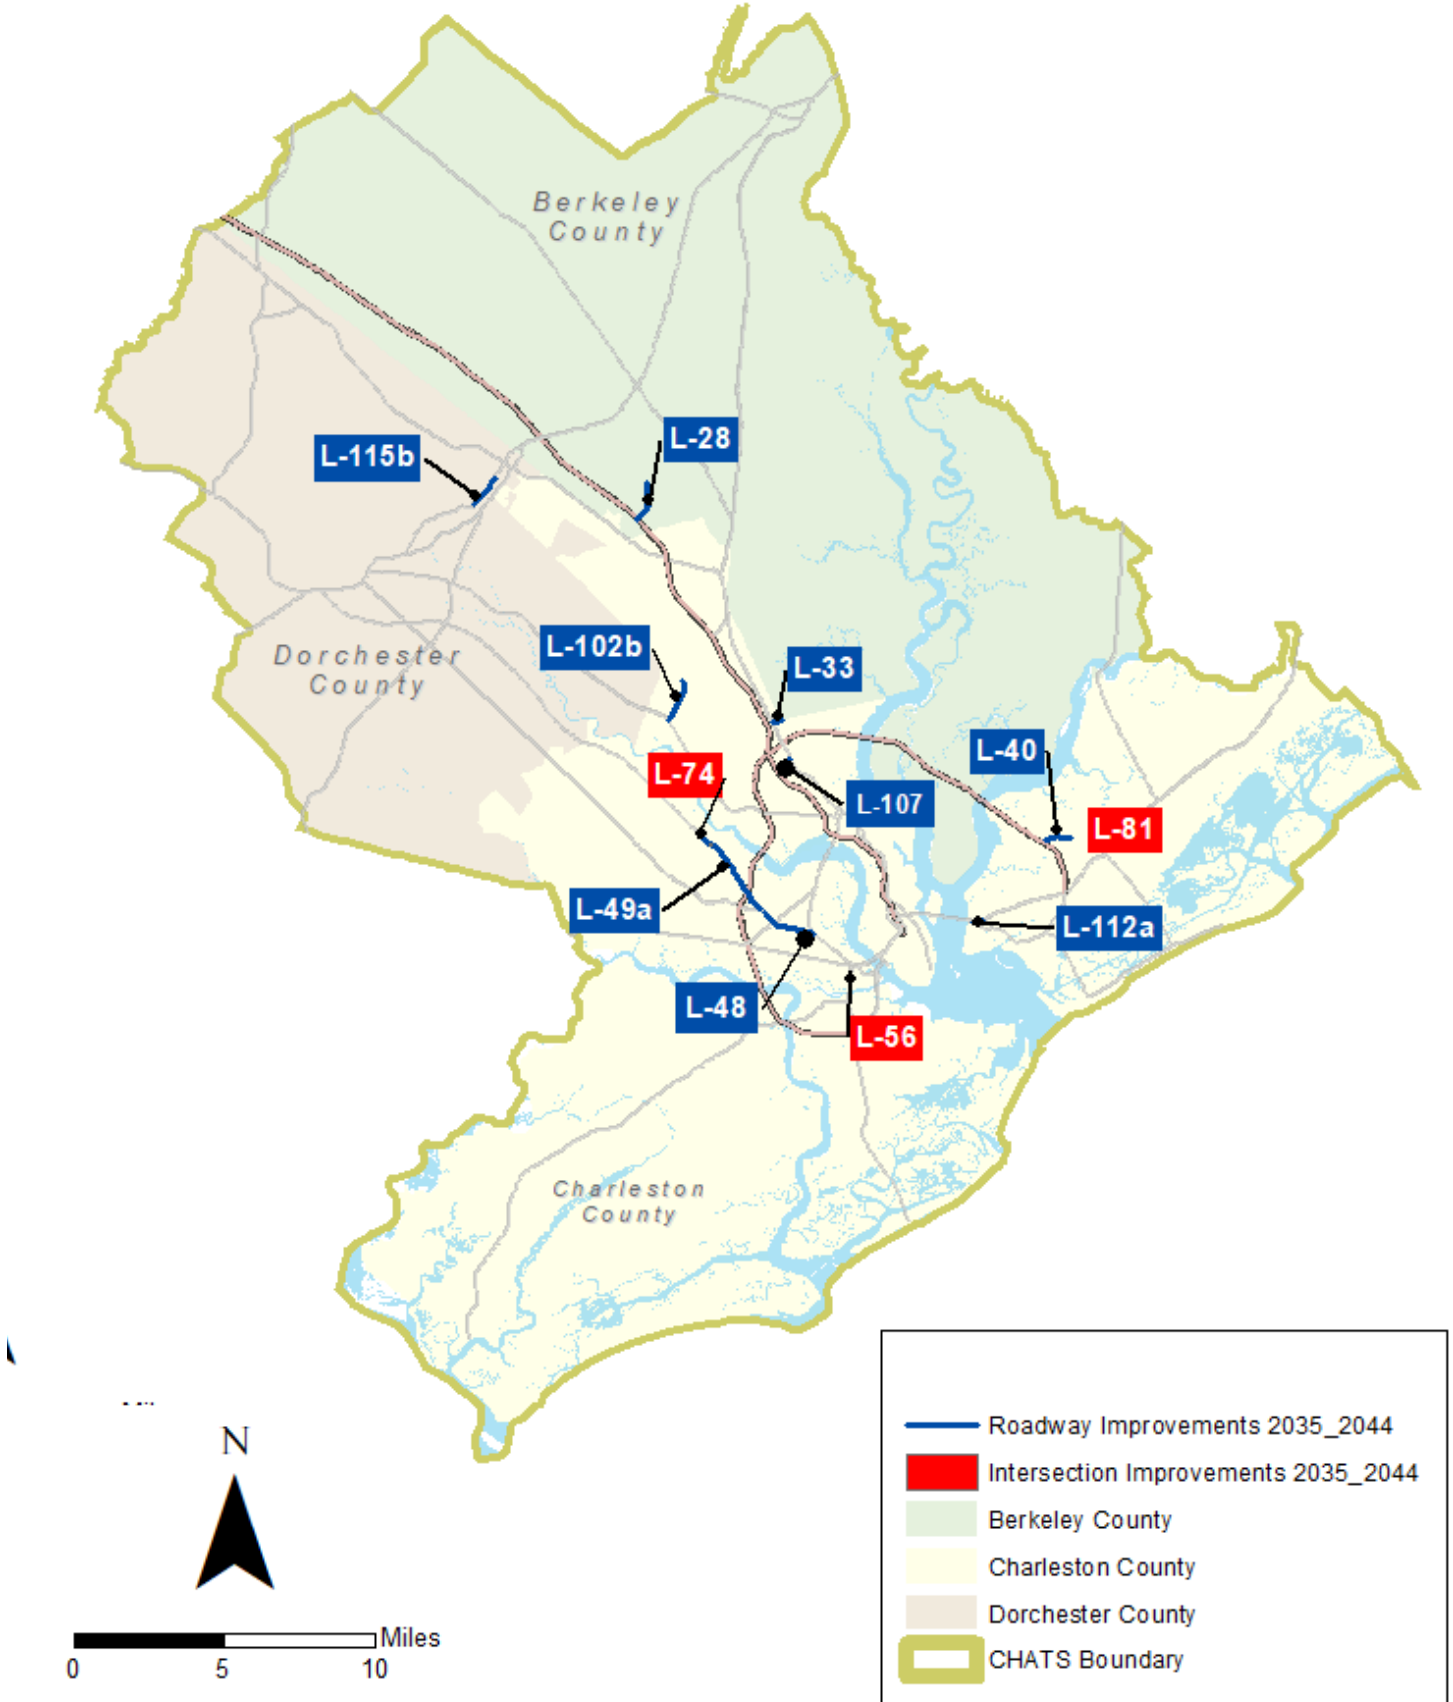 Berkeley
County
L-28
L-115b
L-102b
Dorchester
County
L-33
L-40
L-74
L-107
L-81
L-49a
L-112a
L-48
L-56
Charleston
County
N
Miles
0 5 10
Roadway Improvements 2035_2044
Intersection Improvements 2035_2044
Berkeley County
Charleston County
Dorchester County
CHATS Boundary